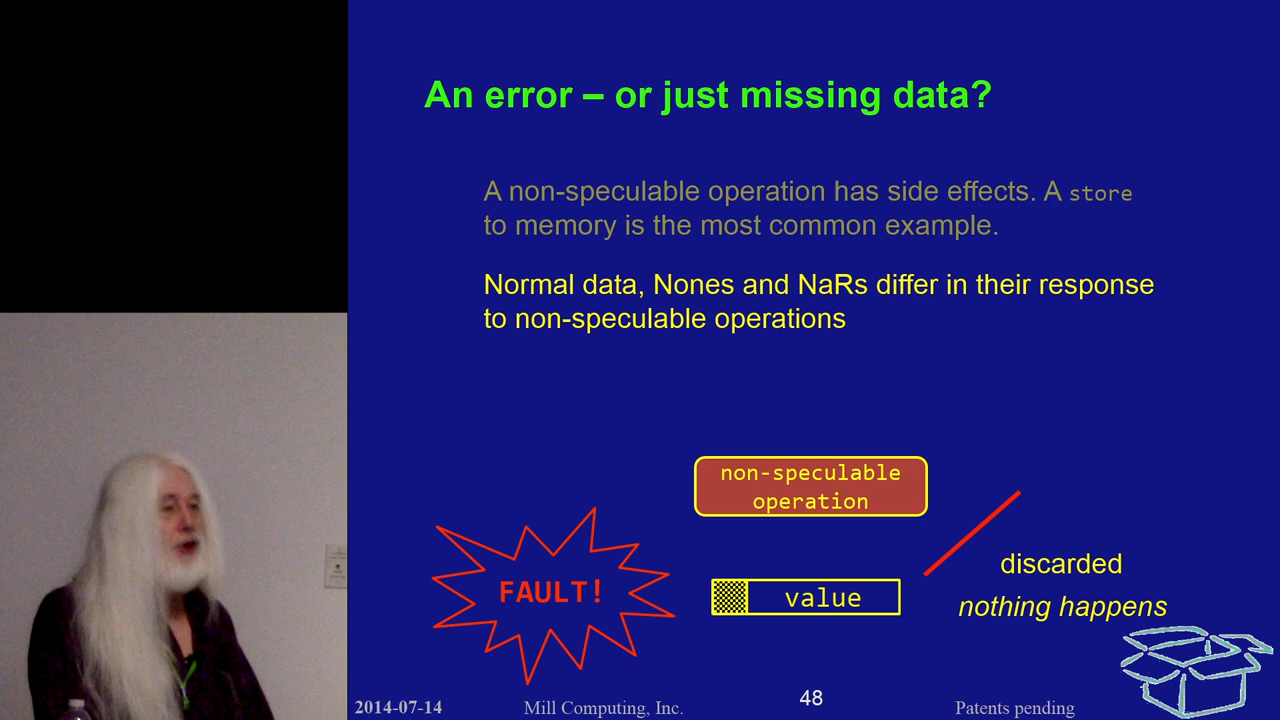 An error – or just missing data?
A non-speculable operation has side effects. A store
to memory is the most common example.
Normal data, Nones and NaRs differ in their response
to non-speculable operations
non-speculable
operation
FAULT!
value
discarded
nothing happens
2014-07-14
Mill Computing, Inc.
48
Patents pending